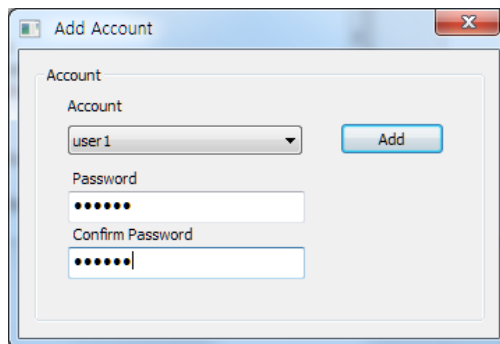 Add Account
Account
Account
user1
Add
Password
••••••
Confirm Password
••••••